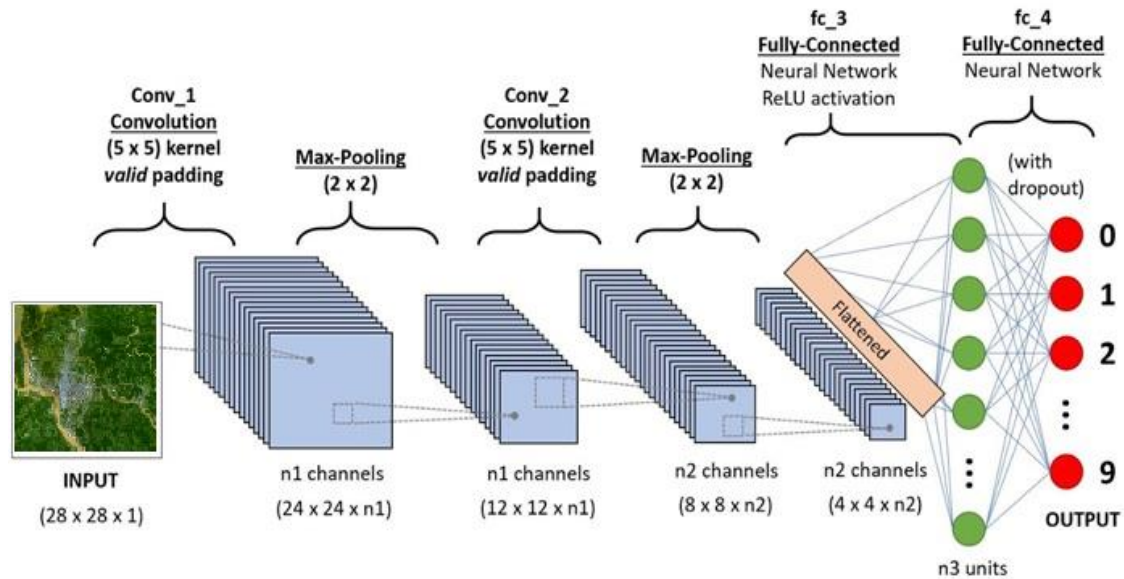 fc_3
Fully-Connected
Neural Network
ReLU activation
fc_4
Fully-Connected
Neural Network
Conv_1
Convolution
(5 x 5) kernel
valid padding
Max-Pooling
(2 x 2)
Conv_2
Convolution
(5 x 5) kernel
valid padding
Max-Pooling
(2 x 2)
(with
dropout)
Flattened
0
1
2
9
INPUT
(28 x 28 x 1)
n1 channels
(24 x 24 x n1)
n1 channels
(12 x 12 x n1)
n2 channels
(8 x 8 x n2)
n2 channels
(4 x 4 x n2)
OUTPUT
n3 units